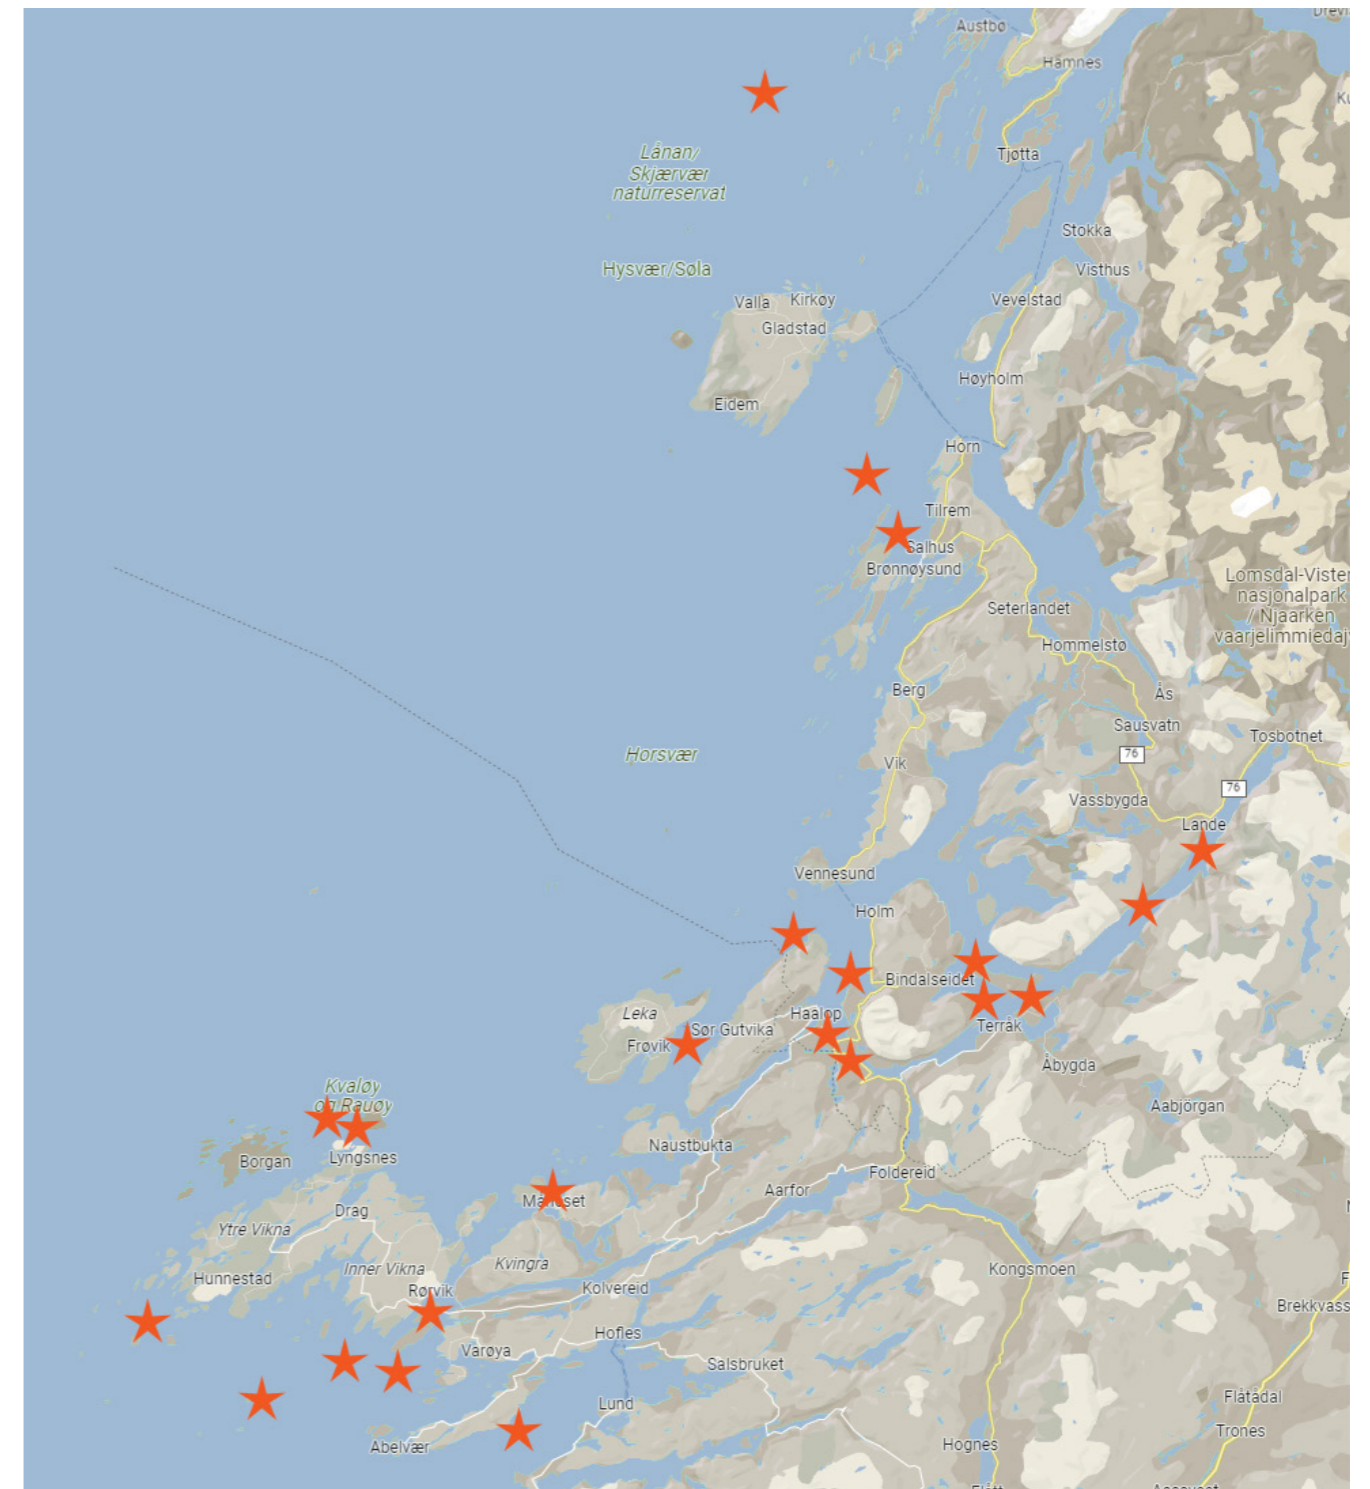 Austbø
Hamnes
Tjøtta
Lånan/
Skjærvær
naturreservat
Stokka
Hysvær/Søla
Visthus
Valla
Kirkøy
Vevelstad
Gladstad
Høyholm
Eidem
Horn
Tilrem
Salhus
Brønnøysund
Lomsdal-Visten
nasjonalpark
/ Njaarken
vaarjelimmiedaj
Seterlandet
Hommelstø
Berg
Ås
Sausvatn
Tosbotnet
Horsvær
76
Vik
76
Vassbygda
Lande
Vennesund
Holm
Bindalseidet
Leka
Haalop
Sør Gutvika
Terråk
Frøvik
Åbygda
Kvaløy
og Rauøy
Aabjörgan
Naustbukta
Borgan
Lyngsnes
Foldereid
Aarfor
Drag
Ytre Vikna
Kvingra
Inner Vikna
Kongsmoen
Hunnestad
Kolvereid
Rørvik
Brekkvass
Hofles
Varøya
Salsbruket
Flåtådal
Lund
Trones
Abelvær
Hognes